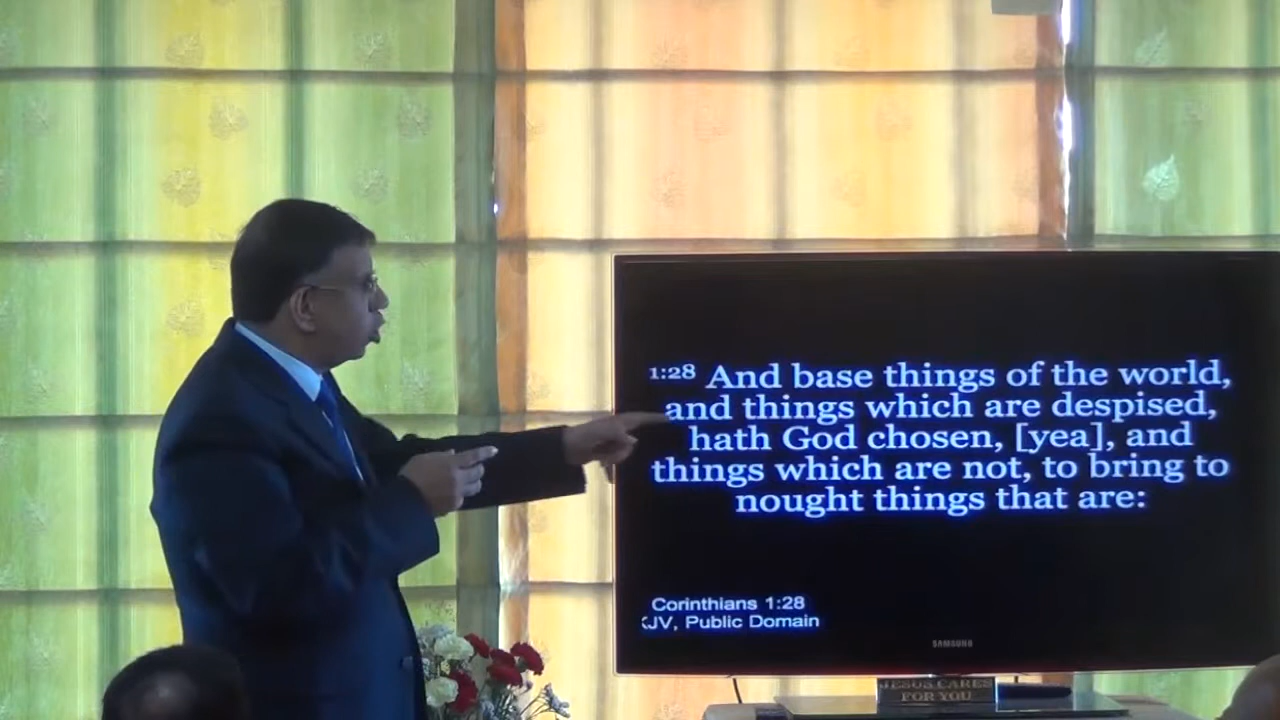 1:28 And base things of the world,
and things which are despised,
hath God chosen, [yea], and
things which are not, to bring to
nought things that are:
Corinthians 1:28
KJV, Public Domain
SAMSUNG
JESUS CARES
FOR YOU